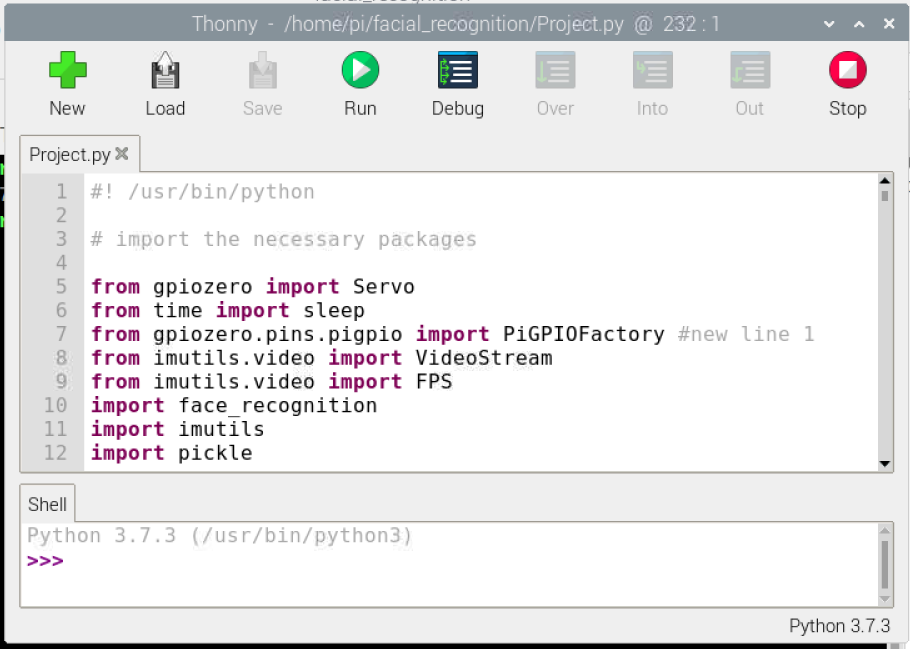 Thonny - /home/pi/facial_recognition/Project.py @ 232 : 1
New Load Save Run Debug Over Into Out Stop
Project.py
1 #! /usr/bin/python
2
3 # import the necessary packages
4
5 from gpiozero import Servo
6 from time import sleep
7 from gpiozero.pins.pigpio import PiGPIOFactory #new line 1
8 from imutils.video import VideoStream
9 from imutils.video import FPS
10 import face_recognition
11 import imutils
12 import pickle
Shell
Python 3.7.3 (/usr/bin/python3)
>>>
Python 3.7.3